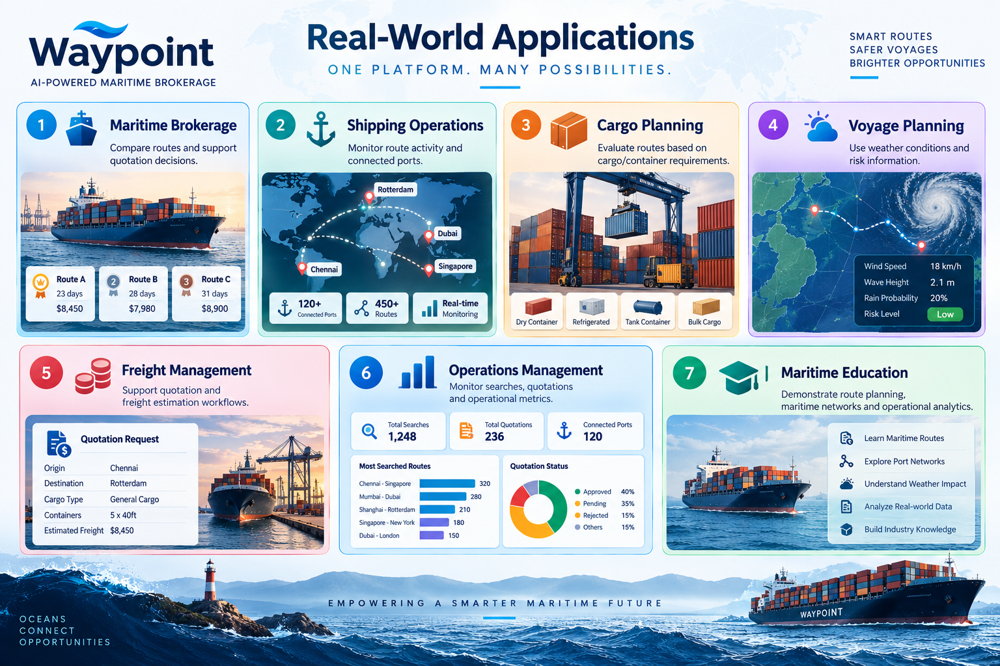 Waypoint
AI-POWERED MARITIME BROKERAGE
Real-World Applications
ONE PLATFORM. MANY POSSIBILITIES.
SMART ROUTES
SAFER VOYAGES
BRIGHTER OPPORTUNITIES
1
Maritime Brokerage
Compare routes and support
quotation decisions.
Route A
23 days
$8,450
2
Route B
28 days
$7,980
3
Route C
31 days
$8,900
2
Shipping Operations
Monitor route activity and
connected ports.
Rotterdam
Dubai
Chennai
Singapore
120+
Connected Ports
450+
Routes
Real-time
Monitoring
3
Cargo Planning
Evaluate routes based on
cargo/container requirements.
Dry Container
Refrigerated
Tank Container
Bulk Cargo
4
Voyage Planning
Use weather conditions and
risk information.
Wind Speed 18 km/h
Wave Height 2.1 m
Rain Probability 20%
Risk Level Low
5
Freight Management
Support quotation and
freight estimation workflows.
$
Quotation Request
Origin Chennai
Destination Rotterdam
Cargo Type General Cargo
Containers 5 x 40ft
Estimated Freight $8,450
6
Operations Management
Monitor searches, quotations
and operational metrics.
Total Searches
1,248
Total Quotations
236
Connected Ports
120
Most Searched Routes
Chennai - Singapore 320
Mumbai - Dubai 280
Shanghai - Rotterdam 210
Singapore - New York 180
Dubai - London 150
Quotation Status
Approved 40%
Pending 35%
Rejected 15%
Others 15%
7
Maritime Education
Demonstrate route planning,
maritime networks and operational analytics.
Learn Maritime Routes
Explore Port Networks
Understand Weather Impact
Analyze Real-world Data
Build Industry Knowledge
EMPOWERING A SMARTER MARITIME FUTURE
OCEANS
CONNECT
OPPORTUNITIES
WAYPOINT